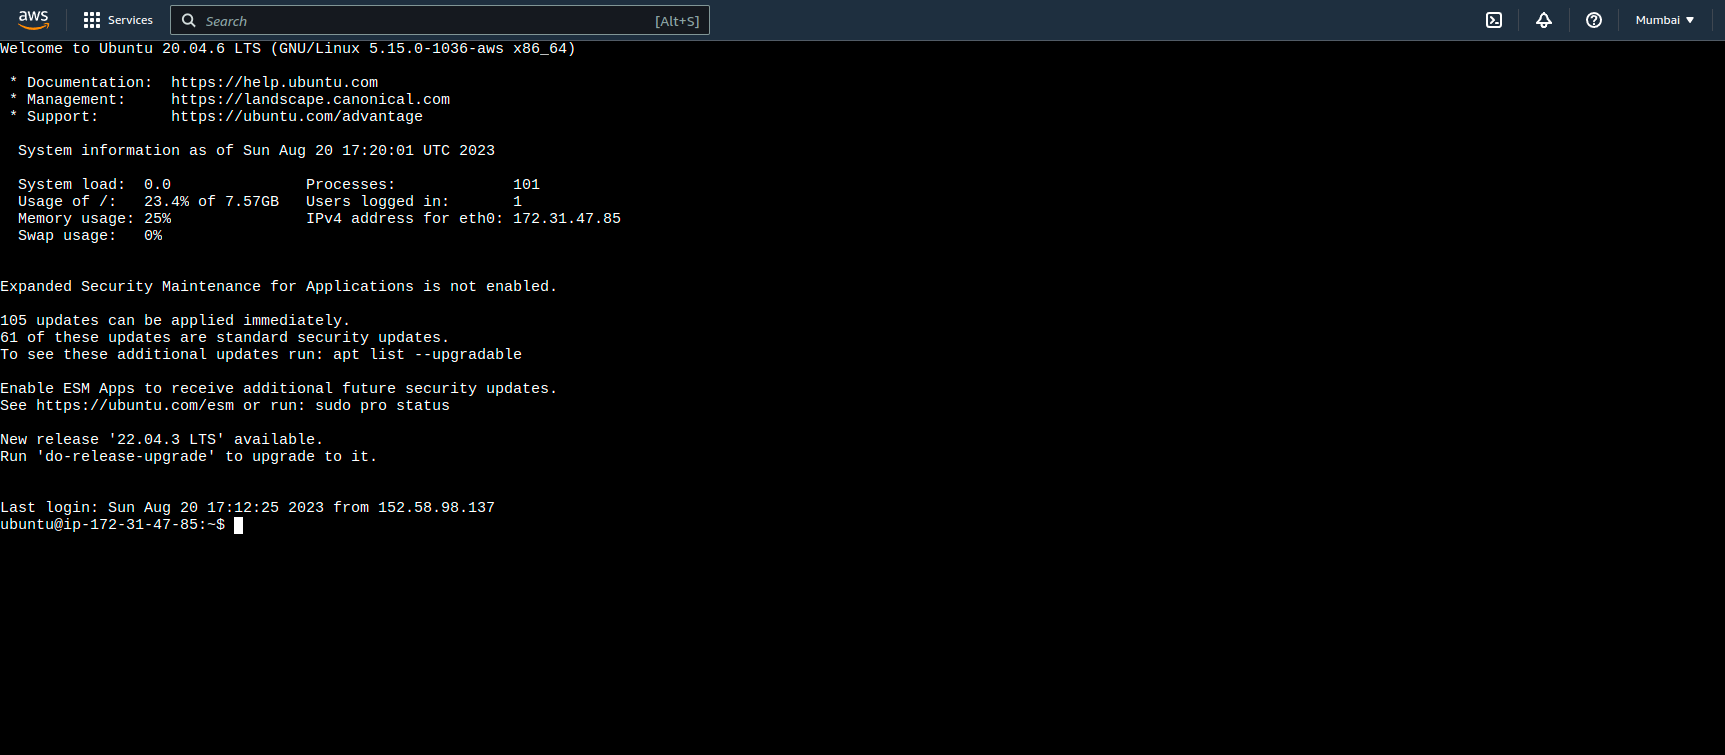 aws Services Search [Alt+S] Mumbai
Welcome to Ubuntu 20.04.6 LTS (GNU/Linux 5.15.0-1036-aws x86_64)
* Documentation: https://help.ubuntu.com
* Management: https://landscape.canonical.com
* Support: https://ubuntu.com/advantage
System information as of Sun Aug 20 17:20:01 UTC 2023
System load: 0.0 Processes: 101
Usage of /: 23.4% of 7.57GB Users logged in: 1
Memory usage: 25% IPv4 address for eth0: 172.31.47.85
Swap usage: 0%
Expanded Security Maintenance for Applications is not enabled.
105 updates can be applied immediately.
61 of these updates are standard security updates.
To see these additional updates run: apt list --upgradable
Enable ESM Apps to receive additional future security updates.
See https://ubuntu.com/esm or run: sudo pro status
New release '22.04.3 LTS' available.
Run 'do-release-upgrade' to upgrade to it.
Last login: Sun Aug 20 17:12:25 2023 from 152.58.98.137
ubuntu@ip-172-31-47-85:~$